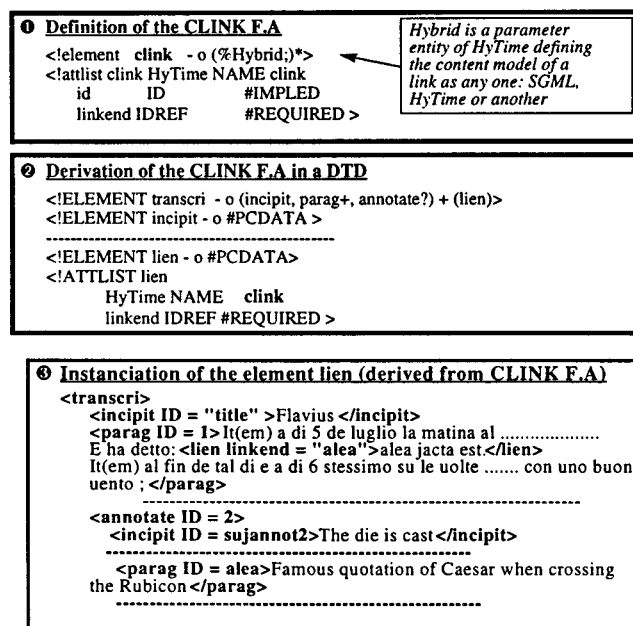 ❶ Definition of the CLINK F.A
<!element clink - o (%Hybrid;)*>
<!attlist clink HyTime NAME clink
id ID #IMPLED
linkend IDREF #REQUIRED >
Hybrid is a parameter
entity of HyTime defining
the content model of a
link as any one: SGML,
HyTime or another
❷ Derivation of the CLINK F.A in a DTD
<!ELEMENT transcri - o (incipit, parag+, annotate?) + (lien)>
<!ELEMENT incipit - o #PCDATA >
<!ELEMENT lien - o #PCDATA>
<!ATTLIST lien
HyTime NAME clink
linkend IDREF #REQUIRED >
❸ Instanciation of the element lien (derived from CLINK F.A)
<transcri>
<incipit ID = "title" >Flavius </incipit>
<parag ID = 1> It(em) a di 5 de luglio la matina al ....................
E ha detto: <lien linkend = "alea">alea jacta est.</lien>
It(em) al fin de tal di e a di 6 stessimo su le uolte ....... con uno buon
uento ; </parag>
<annotate ID = 2>
<incipit ID = sujannot2>The die is cast</incipit>
<parag ID = alea>Famous quotation of Caesar when crossing
the Rubicon </parag>